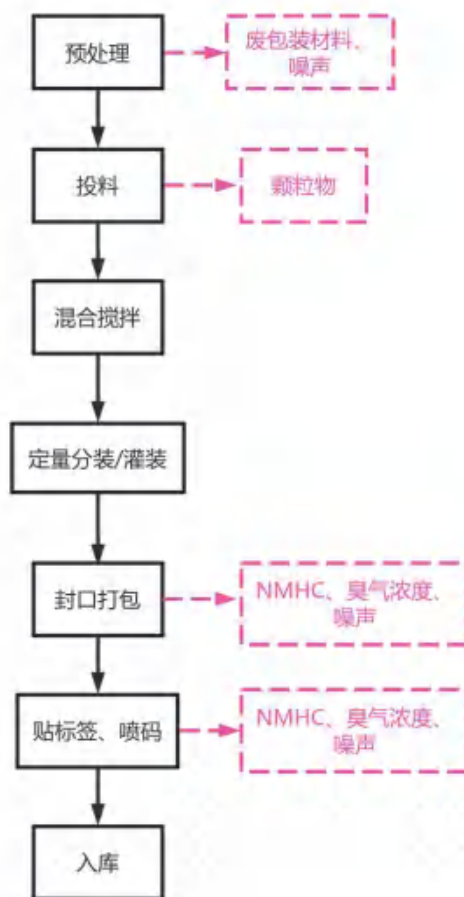 预处理
废包装材料、
噪声
投料
颗粒物
混合搅拌
定量分装/灌装
封口打包
NMHC、臭气浓度、
噪声
贴标签、喷码
NMHC、臭气浓度、
噪声
入库